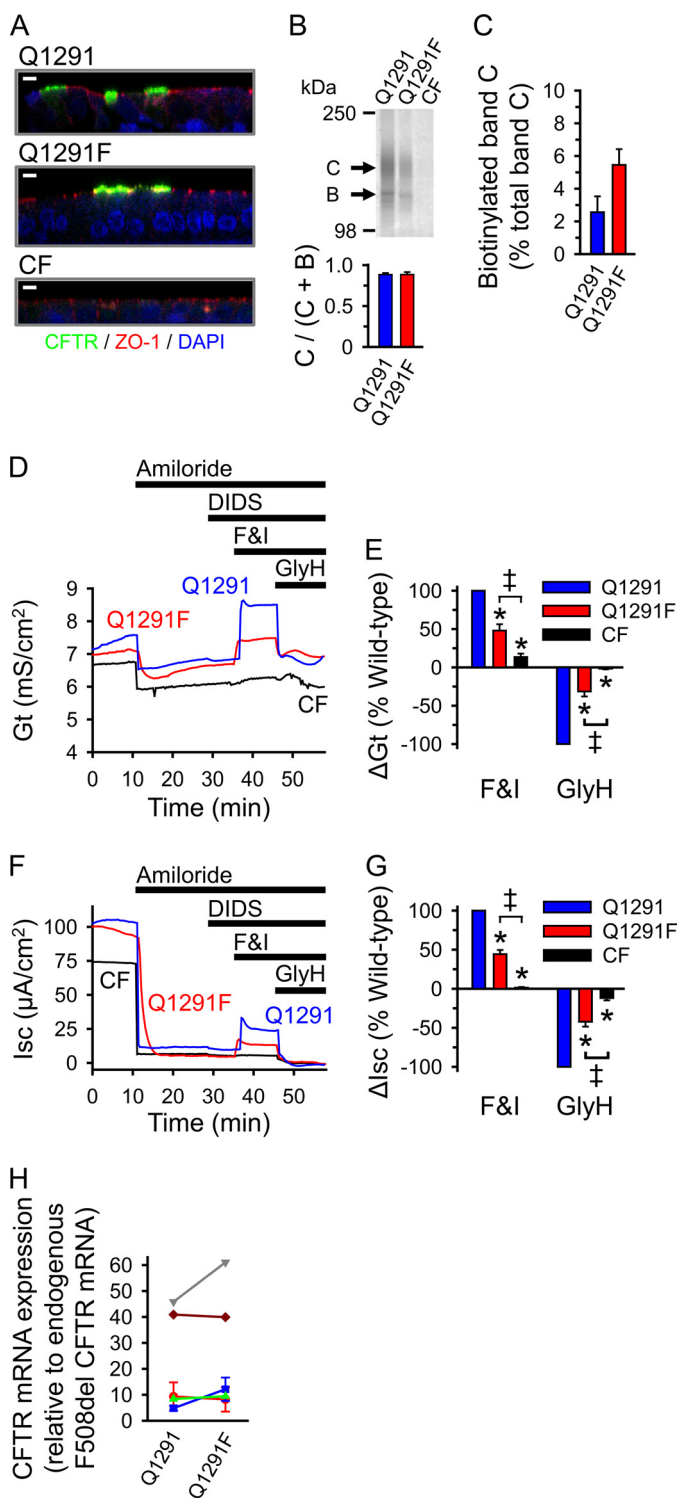 A
Q1291
Q1291F
CF
CFTR / ZO-1 / DAPI
B
kDa
Q1291
Q1291F
CF
250
C
B
98
C / (C + B)
1.0
0.5
0
Q1291
Q1291F
C
Biotinylated band C
(% total band C)
10
8
6
4
2
0
Q1291
Q1291F
D
Amiloride
DIDS
F&I
GlyH
Q1291
Q1291F
CF
Gt (mS/cm²)
9
8
7
6
5
4
0 10 20 30 40 50
Time (min)
E
ΔGt (% Wild-type)
100
50
0
-50
-100
‡
* *
* *
‡
Q1291
Q1291F
CF
F&I GlyH
F
Amiloride
DIDS
F&I
GlyH
CF
Q1291F
Q1291
Isc (µA/cm²)
100
75
50
25
0
0 10 20 30 40 50
Time (min)
G
ΔIsc (% Wild-type)
100
50
0
-50
-100
‡
* *
* *
‡
Q1291
Q1291F
CF
F&I GlyH
H
CFTR mRNA expression
(relative to endogenous
F508del CFTR mRNA)
60
50
40
30
20
10
0
Q1291
Q1291F